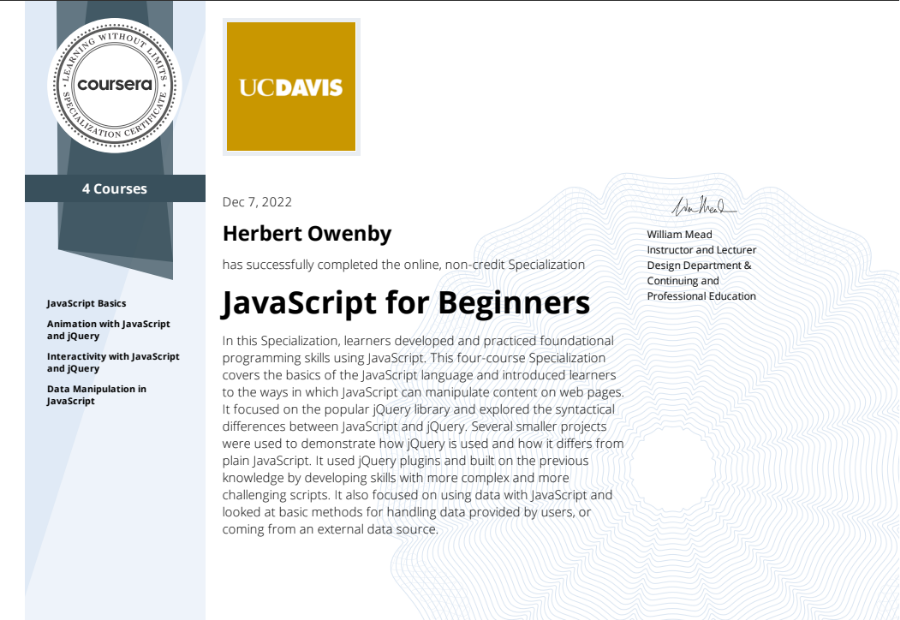 LEARNING WITHOUT LIMITS
coursera
SPECIALIZATION CERTIFICATE
4 Courses
JavaScript Basics
Animation with JavaScript
and jQuery
Interactivity with JavaScript
and jQuery
Data Manipulation in
JavaScript
UCDAVIS
Dec 7, 2022
Herbert Owenby
has successfully completed the online, non-credit Specialization
JavaScript for Beginners
In this Specialization, learners developed and practiced foundational
programming skills using JavaScript. This four-course Specialization
covers the basics of the JavaScript language and introduced learners
to the ways in which JavaScript can manipulate content on web pages.
It focused on the popular jQuery library and explored the syntactical
differences between JavaScript and jQuery. Several smaller projects
were used to demonstrate how jQuery is used and how it differs from
plain JavaScript. It used jQuery plugins and built on the previous
knowledge by developing skills with more complex and more
challenging scripts. It also focused on using data with JavaScript and
looked at basic methods for handling data provided by users, or
coming from an external data source.
William Mead
Instructor and Lecturer
Design Department &
Continuing and
Professional Education